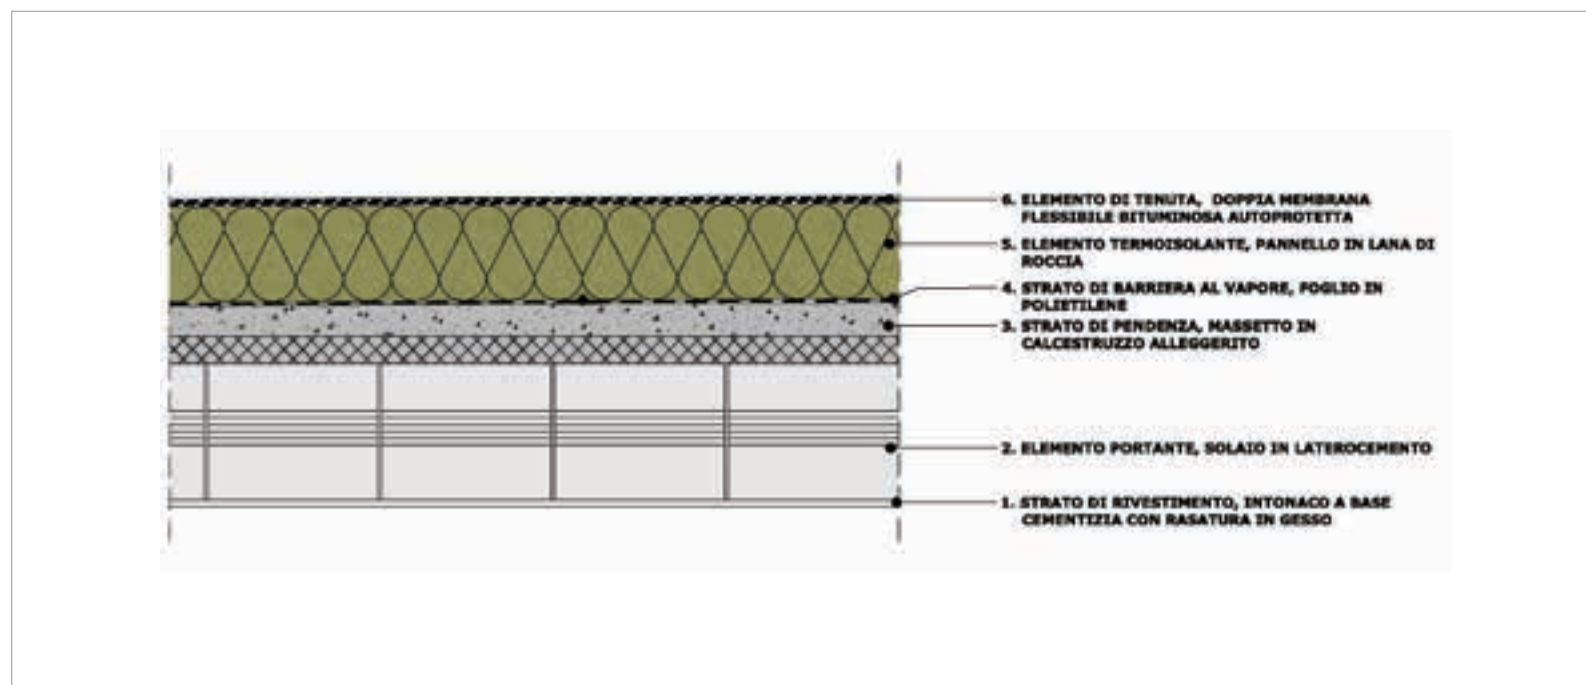 6. ELEMENTO DI TENUTA, DOPPIA MEMBRANA
FLESSIBILE BITUMINOSA AUTOPROTETTA
5. ELEMENTO TERMOISOLANTE, PANNELLO IN LANA DI
ROCCIA
4. STRATO DI BARRIERA AL VAPORE, FOGLIO IN
POLIETILENE
3. STRATO DI PENDENZA, MASSETTO IN
CALCESTRUZZO ALLEGGERITO
2. ELEMENTO PORTANTE, SOLAIO IN LATEROCEMENTO
1. STRATO DI RIVESTIMENTO, INTONACO A BASE
CEMENTIZIA CON RASATURA IN GESSO